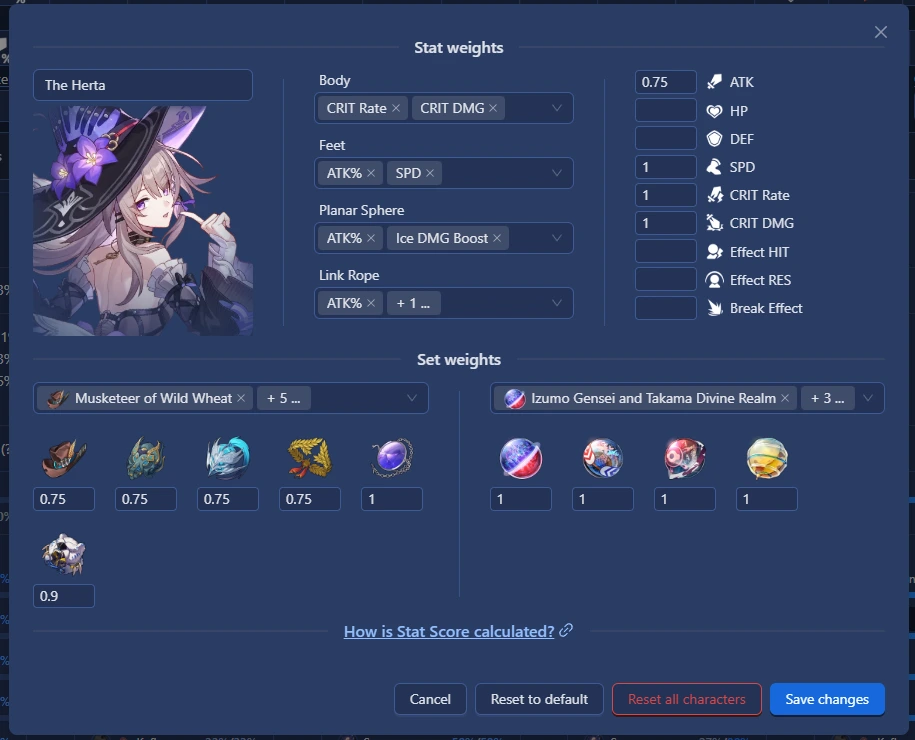 Stat weights
The Herta
Body
CRIT Rate CRIT DMG
Feet
ATK% SPD
Planar Sphere
ATK% Ice DMG Boost
Link Rope
ATK% + 1 ...
0.75 ATK
HP
DEF
1 SPD
1 CRIT Rate
1 CRIT DMG
Effect HIT
Effect RES
Break Effect
Set weights
Musketeer of Wild Wheat + 5 ...
Izumo Gensei and Takama Divine Realm + 3 ...
0.75 0.75 0.75 0.75 1
1 1 1 1
0.9
How is Stat Score calculated?
Cancel Reset to default Reset all characters Save changes